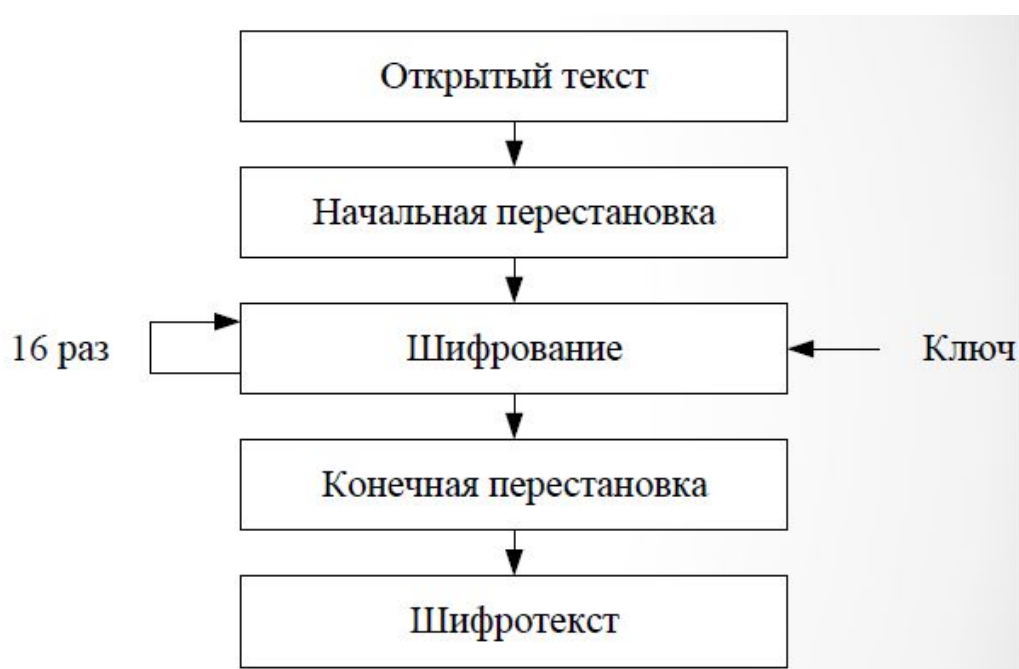 Открытый текст
Начальная перестановка
16 раз
Шифрование
Ключ
Конечная перестановка
Шифротекст